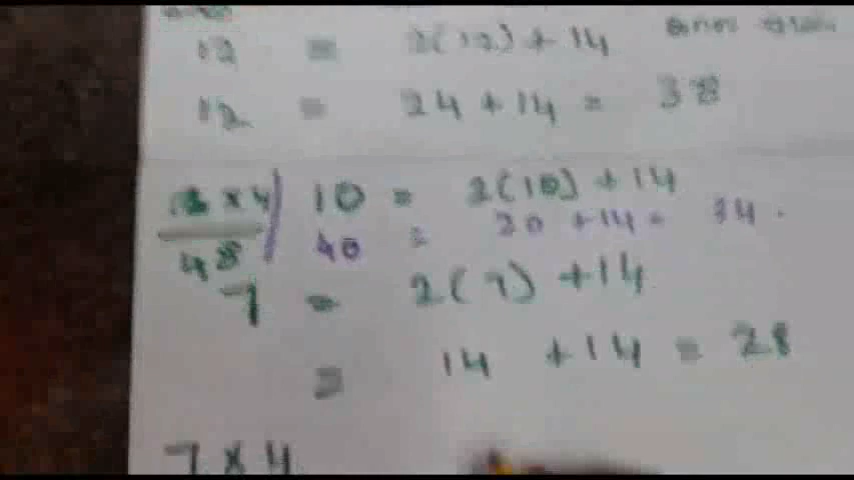 12 = 2(12) + 14
12 = 24 + 14 = 38
12 x 4 | 10 = 2(10) + 14
48 | 40 = 20 + 14 = 34.
7 = 2(7) + 14
= 14 + 14 = 28
7 x 4